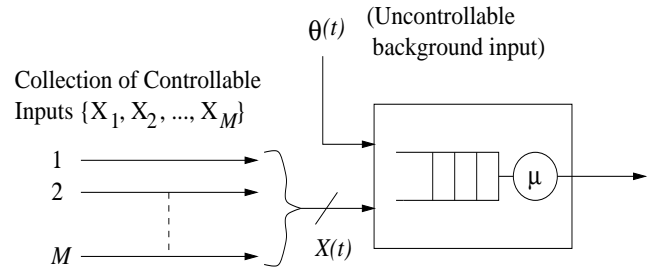 θ(t)
(Uncontrollable
background input)
Collection of Controllable
Inputs {X1, X2, ..., XM}
1
2
M
X(t)
μ